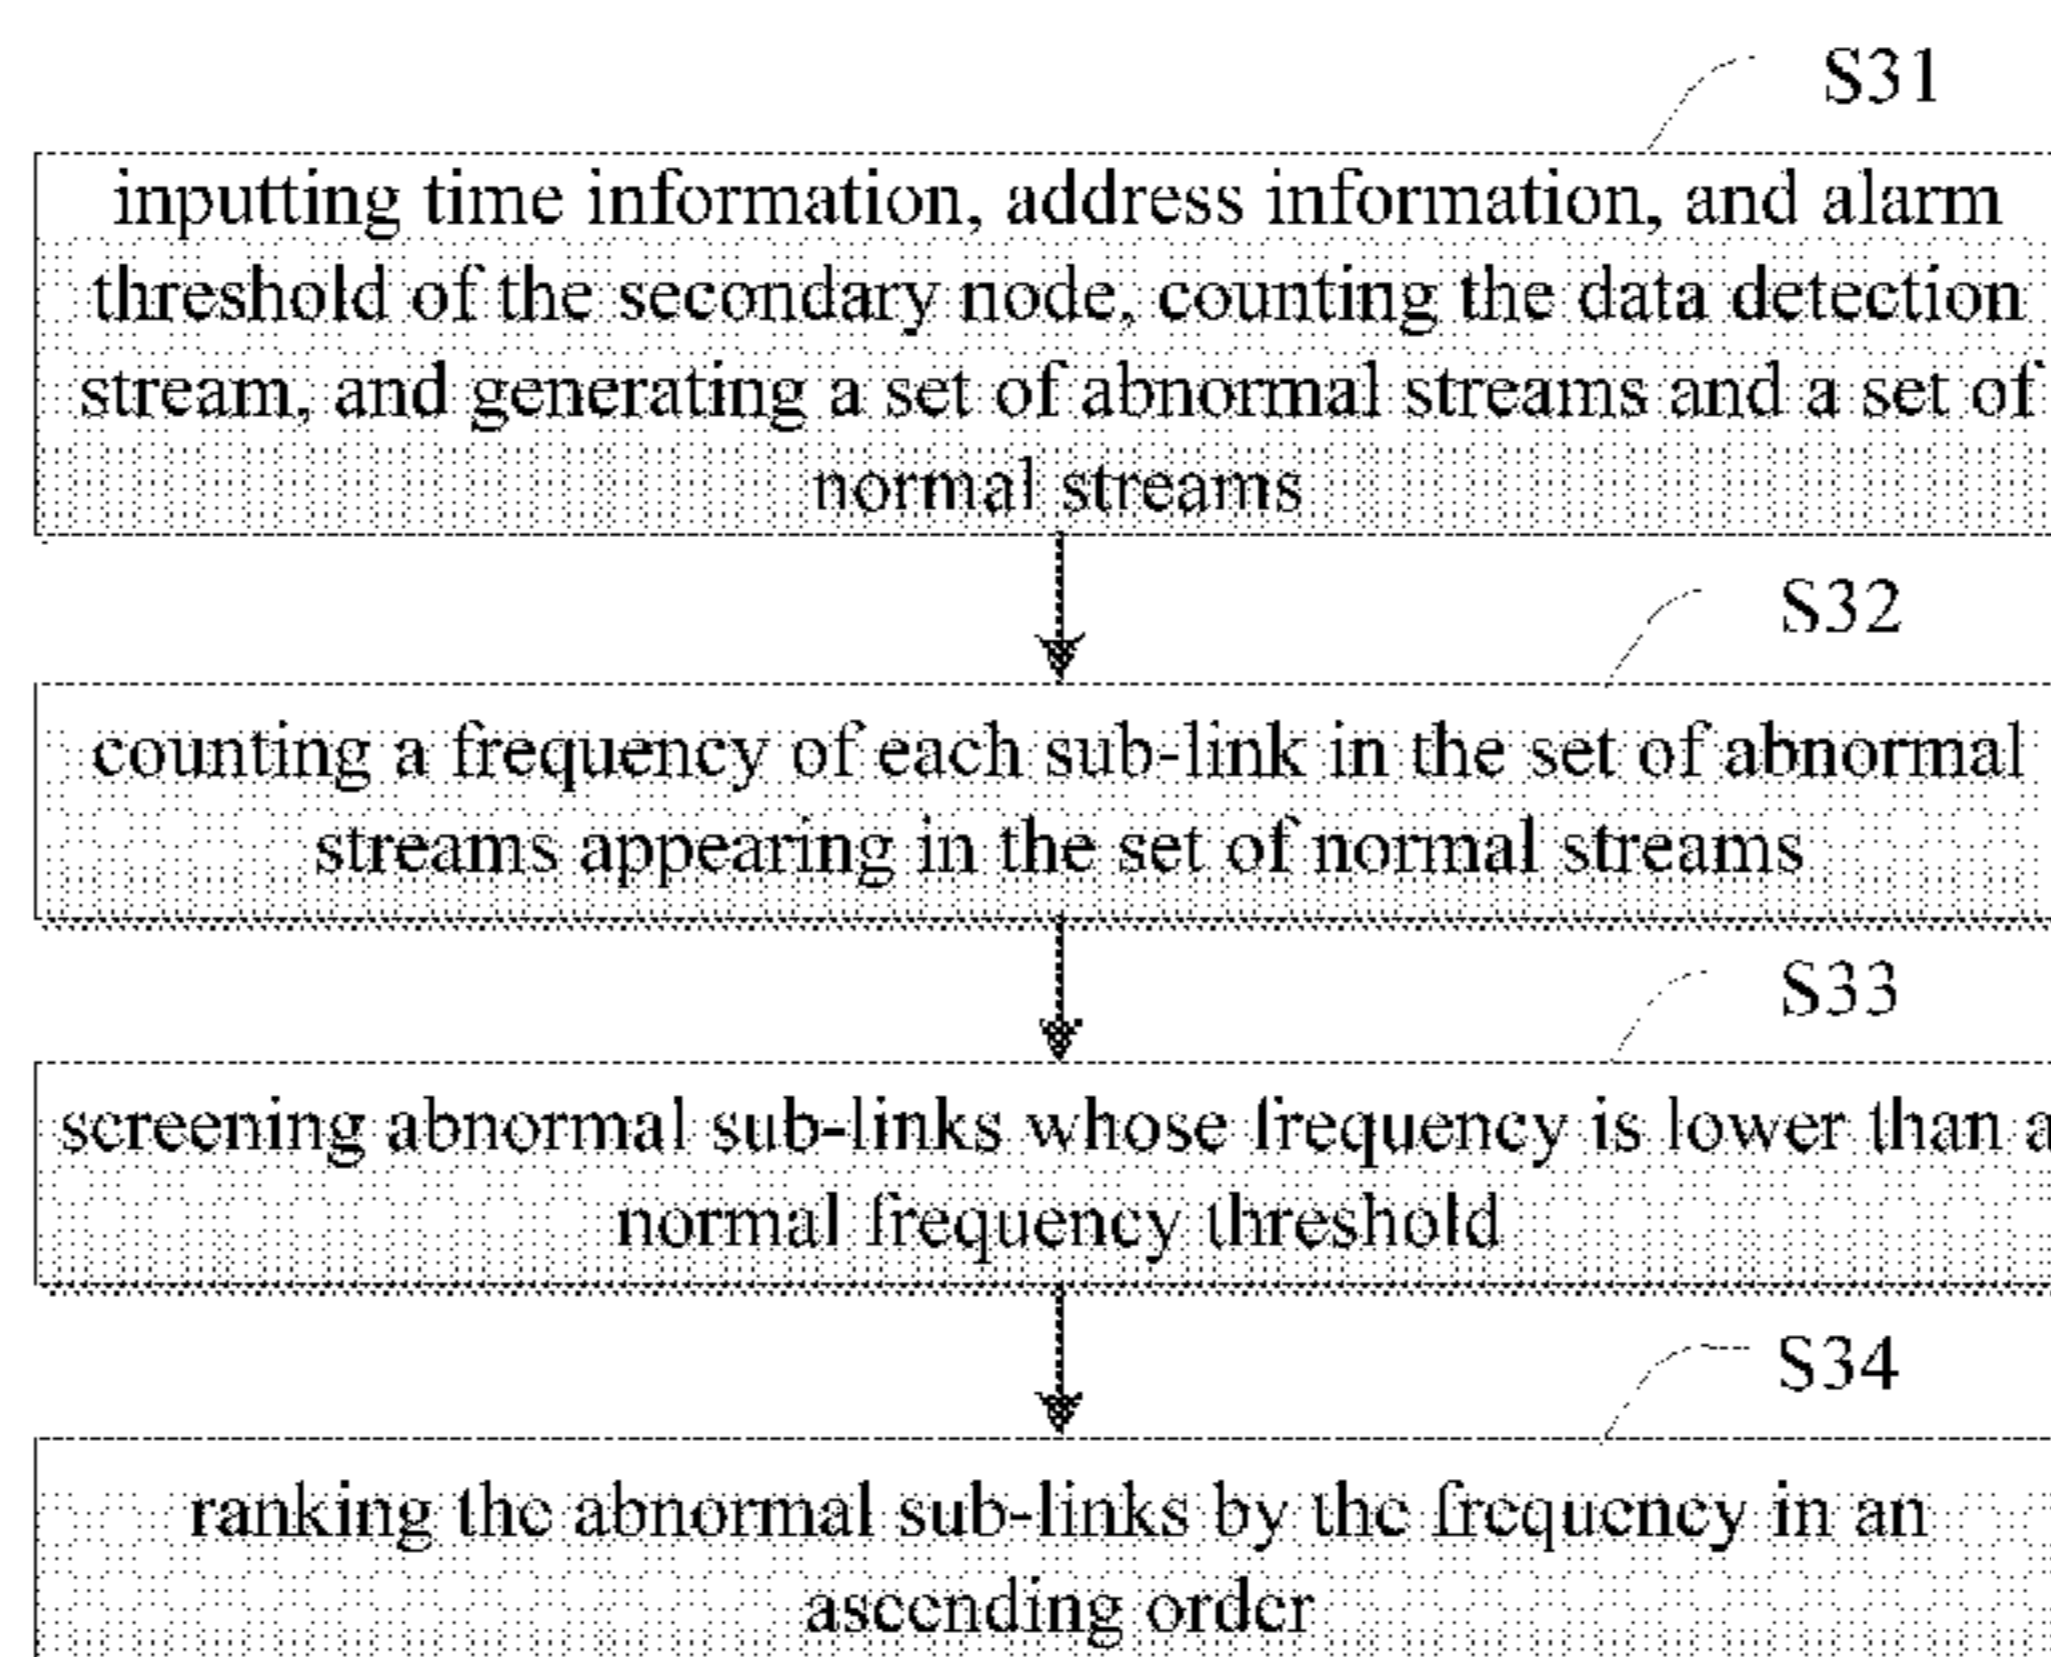 S31
inputting time information, address information, and alarm
threshold of the secondary node, counting the data detection
stream, and generating a set of abnormal streams and a set of
normal streams
S32
counting a frequency of each sub-link in the set of abnormal
streams appearing in the set of normal streams
S33
screening abnormal sub-links whose frequency is lower than a
normal frequency threshold
S34
ranking the abnormal sub-links by the frequency in an
ascending order